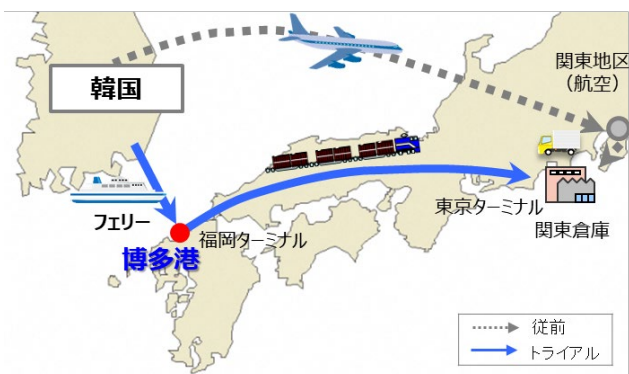 関東地区
（航空）
韓国
フェリー
博多港
福岡ターミナル
東京ターミナル
関東倉庫
従前
トライアル